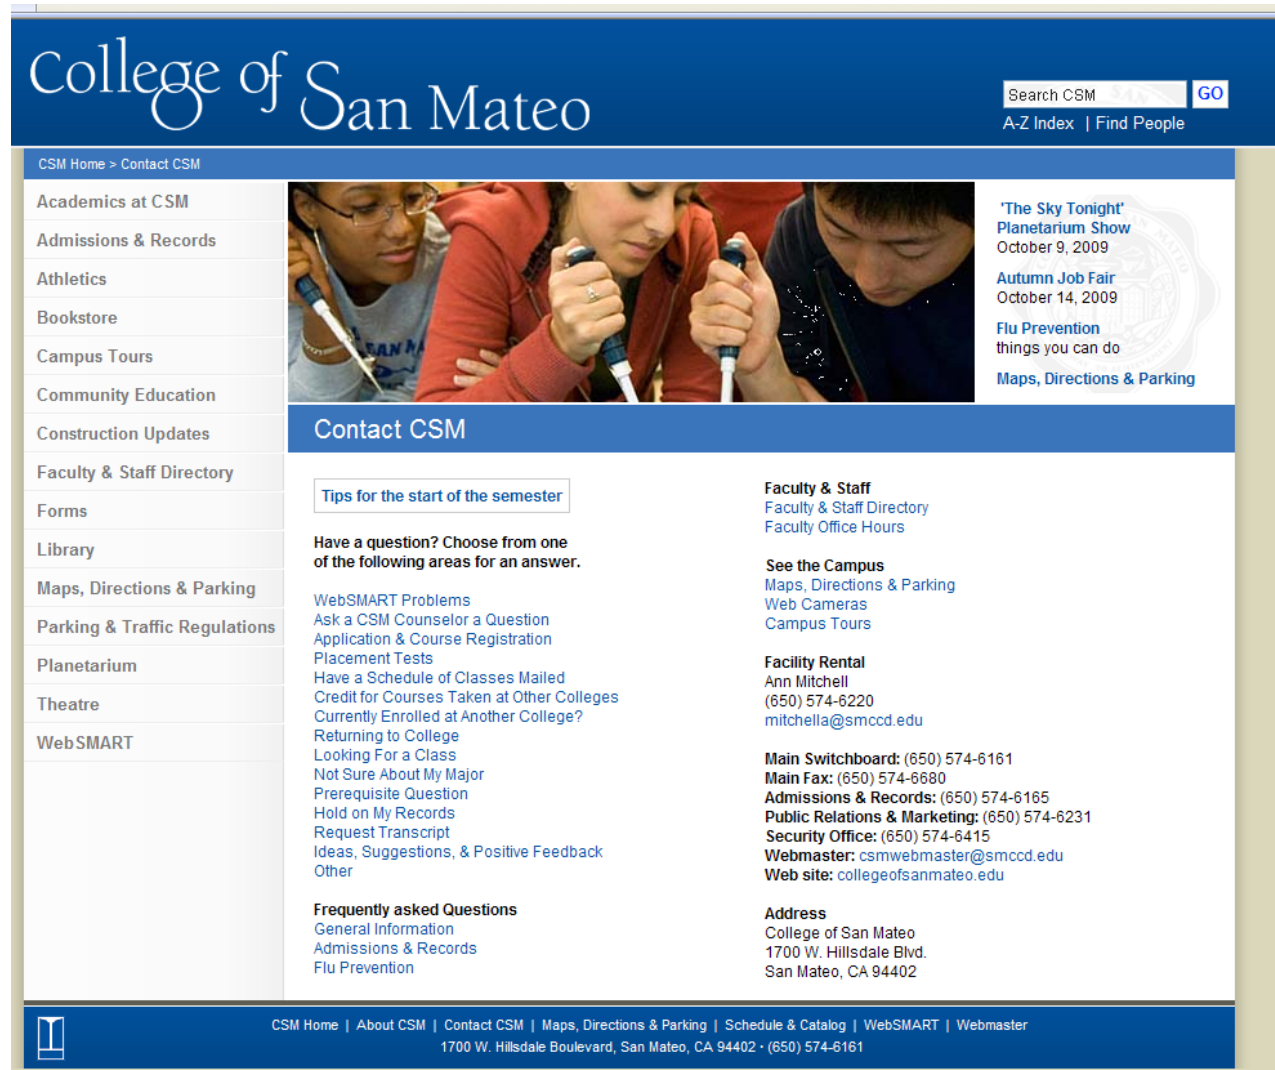 College of San Mateo
Search CSM GO
A-Z Index | Find People
CSM Home > Contact CSM
Academics at CSM
Admissions & Records
Athletics
Bookstore
Campus Tours
Community Education
Construction Updates
Faculty & Staff Directory
Forms
Library
Maps, Directions & Parking
Parking & Traffic Regulations
Planetarium
Theatre
WebSMART
'The Sky Tonight'
Planetarium Show
October 9, 2009
Autumn Job Fair
October 14, 2009
Flu Prevention
things you can do
Maps, Directions & Parking
Contact CSM
Tips for the start of the semester
Have a question? Choose from one
of the following areas for an answer.
WebSMART Problems
Ask a CSM Counselor a Question
Application & Course Registration
Placement Tests
Have a Schedule of Classes Mailed
Credit for Courses Taken at Other Colleges
Currently Enrolled at Another College?
Returning to College
Looking For a Class
Not Sure About My Major
Prerequisite Question
Hold on My Records
Request Transcript
Ideas, Suggestions, & Positive Feedback
Other
Frequently asked Questions
General Information
Admissions & Records
Flu Prevention
Faculty & Staff
Faculty & Staff Directory
Faculty Office Hours
See the Campus
Maps, Directions & Parking
Web Cameras
Campus Tours
Facility Rental
Ann Mitchell
(650) 574-6220
mitchella@smccd.edu
Main Switchboard: (650) 574-6161
Main Fax: (650) 574-6680
Admissions & Records: (650) 574-6165
Public Relations & Marketing: (650) 574-6231
Security Office: (650) 574-6415
Webmaster: csmwebmaster@smccd.edu
Web site: collegeofsanmateo.edu
Address
College of San Mateo
1700 W. Hillsdale Blvd.
San Mateo, CA 94402
CSM Home | About CSM | Contact CSM | Maps, Directions & Parking | Schedule & Catalog | WebSMART | Webmaster
1700 W. Hillsdale Boulevard, San Mateo, CA 94402 · (650) 574-6161